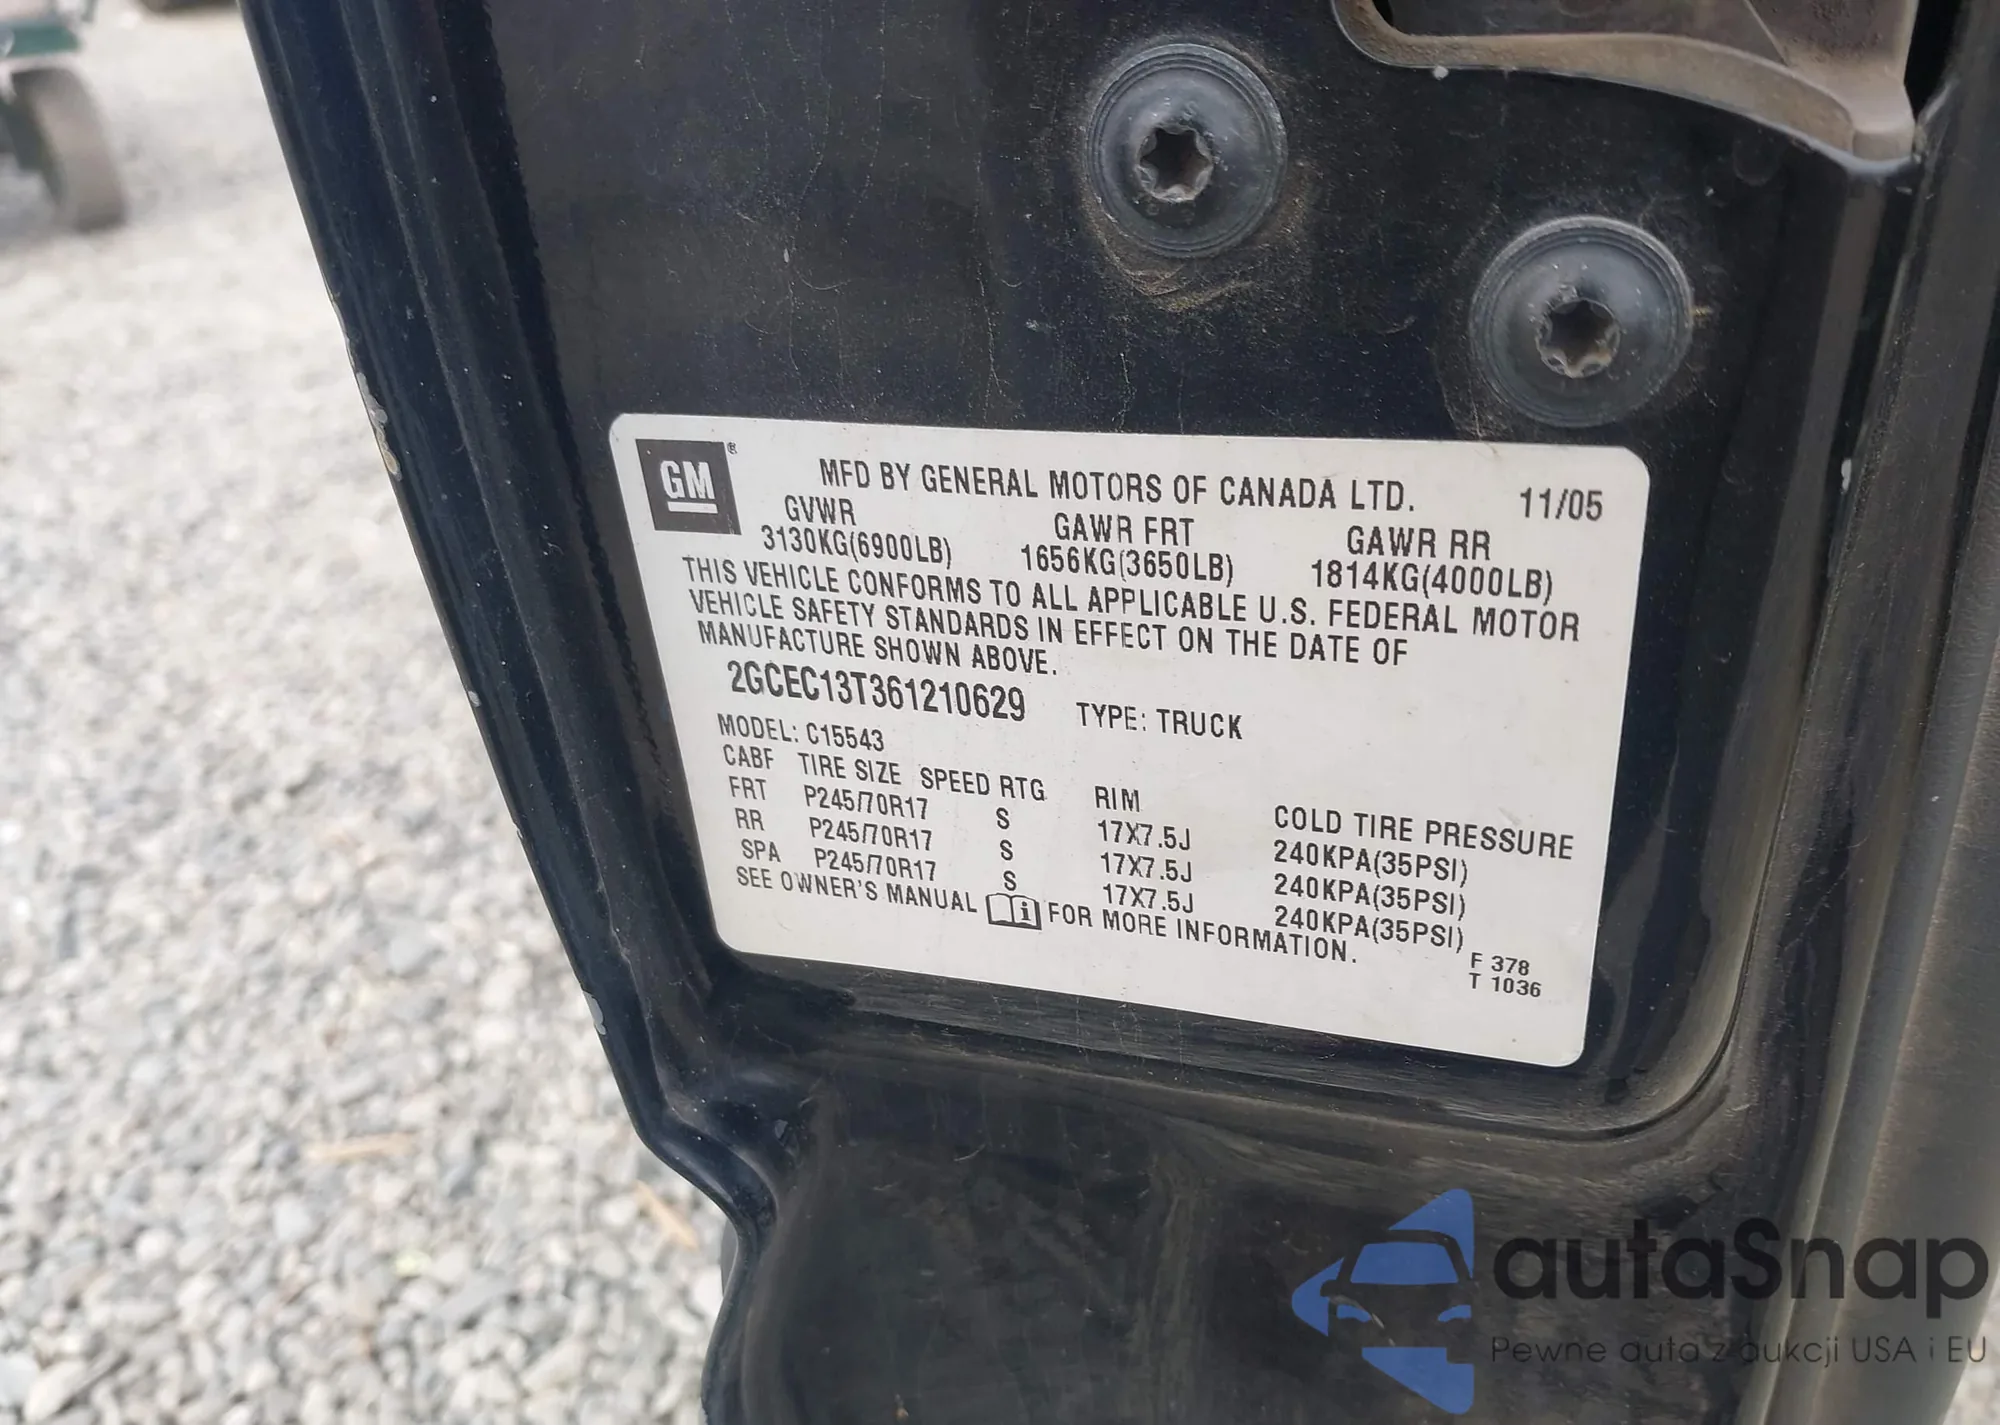 GM®
MFD BY GENERAL MOTORS OF CANADA LTD. 11/05
GVWR GAWR FRT GAWR RR
3130KG(6900LB) 1656KG(3650LB) 1814KG(4000LB)
THIS VEHICLE CONFORMS TO ALL APPLICABLE U.S. FEDERAL MOTOR
VEHICLE SAFETY STANDARDS IN EFFECT ON THE DATE OF
MANUFACTURE SHOWN ABOVE.
2GCEC13T361210629 TYPE: TRUCK
MODEL: C15543
CABF TIRE SIZE SPEED RTG RIM COLD TIRE PRESSURE
FRT P245/70R17 S 17X7.5J 240KPA(35PSI)
RR P245/70R17 S 17X7.5J 240KPA(35PSI)
SPA P245/70R17 S 17X7.5J 240KPA(35PSI)
SEE OWNER'S MANUAL i FOR MORE INFORMATION.
F 378
T 1036
autaSnap
Pewne auta z aukcji USA i EU